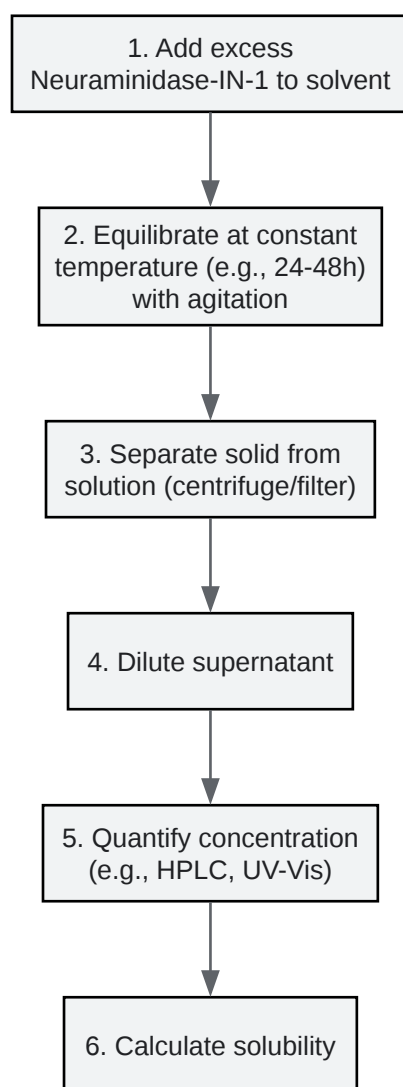 1. Add excess
Neuraminidase-IN-1 to solvent
2. Equilibrate at constant
temperature (e.g., 24-48h)
with agitation
3. Separate solid from
solution (centrifuge/filter)
4. Dilute supernatant
5. Quantify concentration
(e.g., HPLC, UV-Vis)
6. Calculate solubility